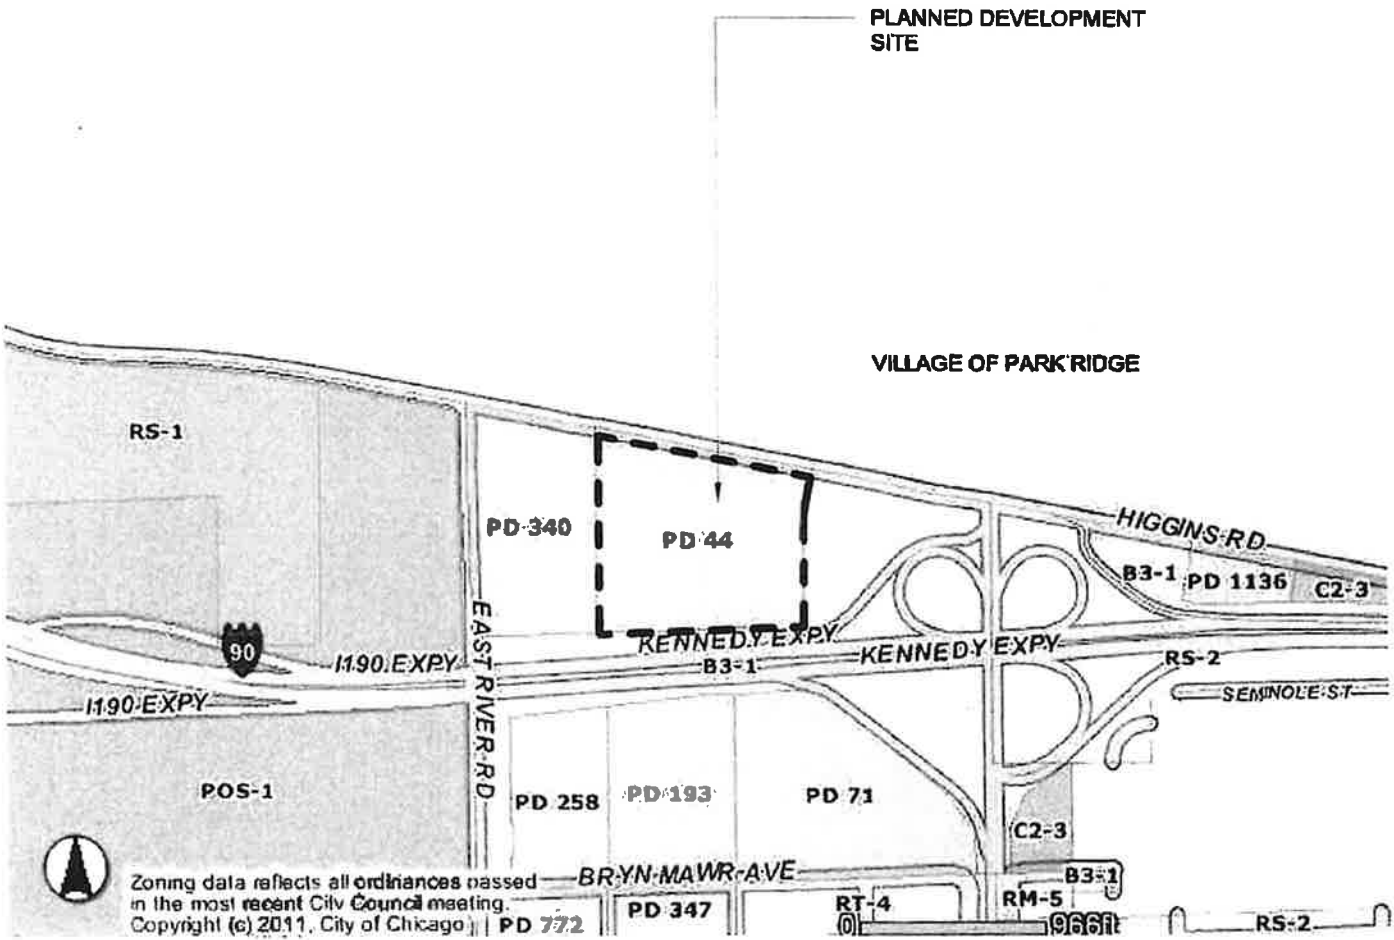 PLANNED DEVELOPMENT
SITE
VILLAGE OF PARK RIDGE
RS-1
PD 340
PD 44
HIGGINS RD
B3-1
PD 1136
C2-3
EAST RIVER RD
90
I190 EXPY
KENNEDY EXPY
B3-1
KENNEDY EXPY
RS-2
SEMINOLE ST
I190 EXPY
POS-1
PD 258
PD 193
PD 71
C2-3
BRYN MAWR AVE
B3-1
Zoning data reflects all ordinances passed
in the most recent City Council meeting.
Copyright (c) 2011, City of Chicago
PD 772
PD 347
RT-4
RM-5
0
966ft
RS-2